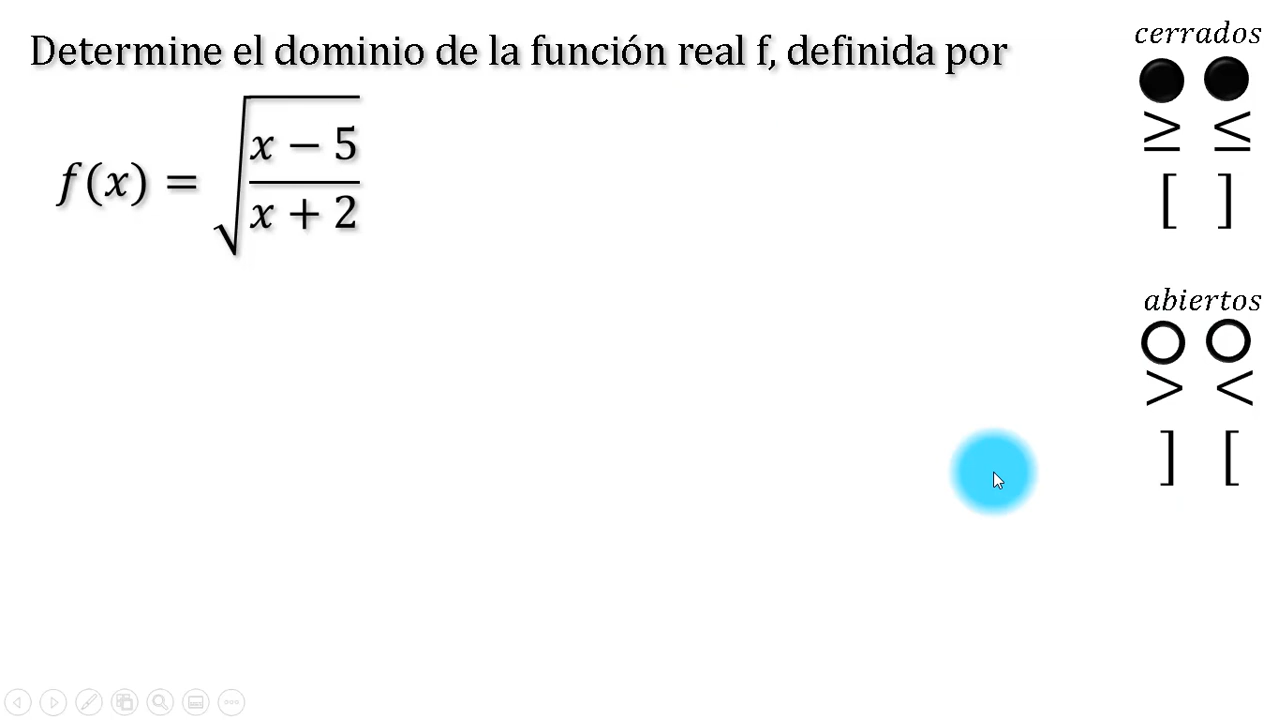 Determine el dominio de la función real f, definida por
f(x) = √((x − 5)/(x + 2))
cerrados
≥ ≤
[ ]
abiertos
> <
] [